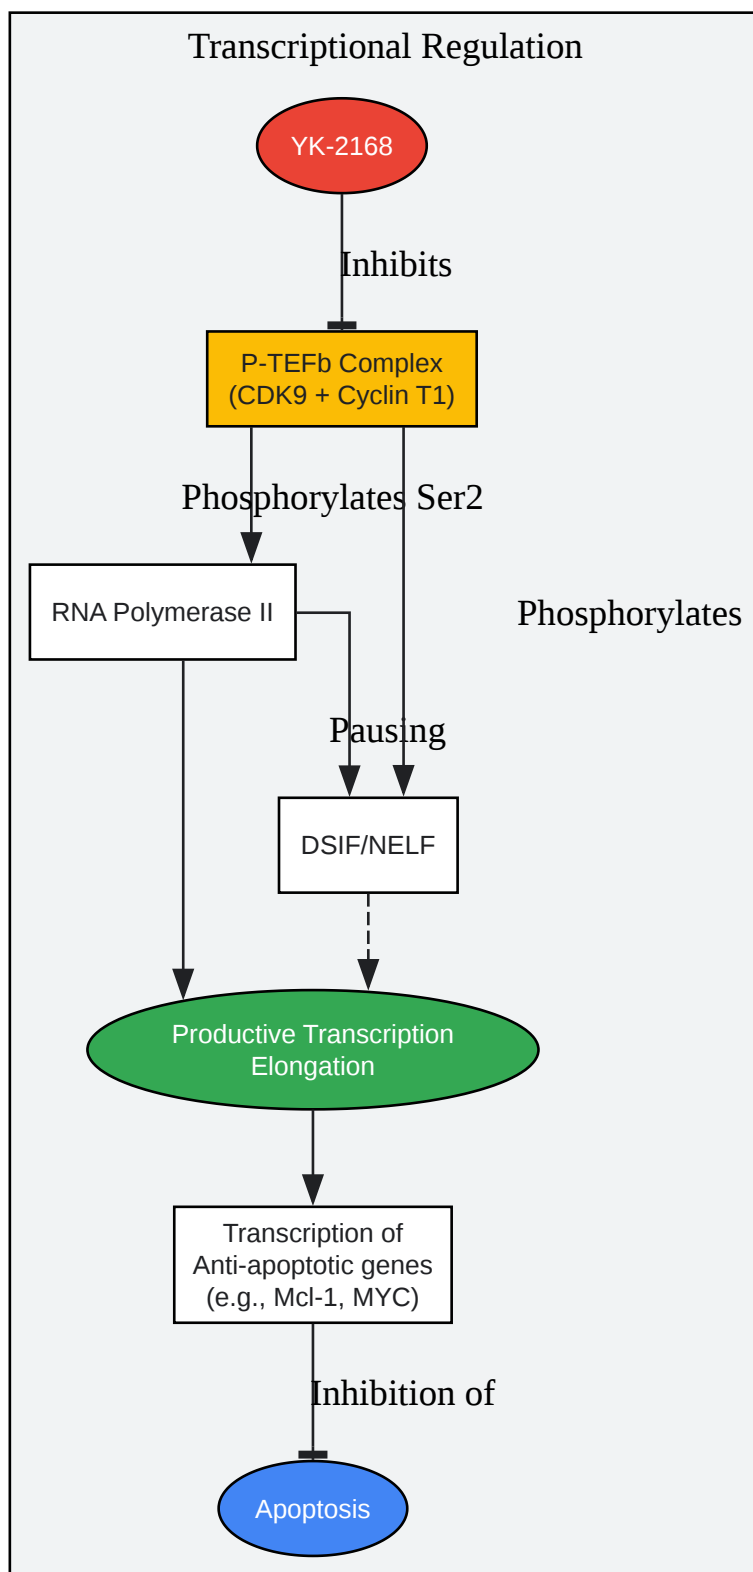 Transcriptional Regulation
YK-2168
Inhibits
P-TEFb Complex
(CDK9 + Cyclin T1)
Phosphorylates Ser2
RNA Polymerase II
Phosphorylates
Pausing
DSIF/NELF
Productive Transcription
Elongation
Transcription of
Anti-apoptotic genes
(e.g., Mcl-1, MYC)
Inhibition of
Apoptosis